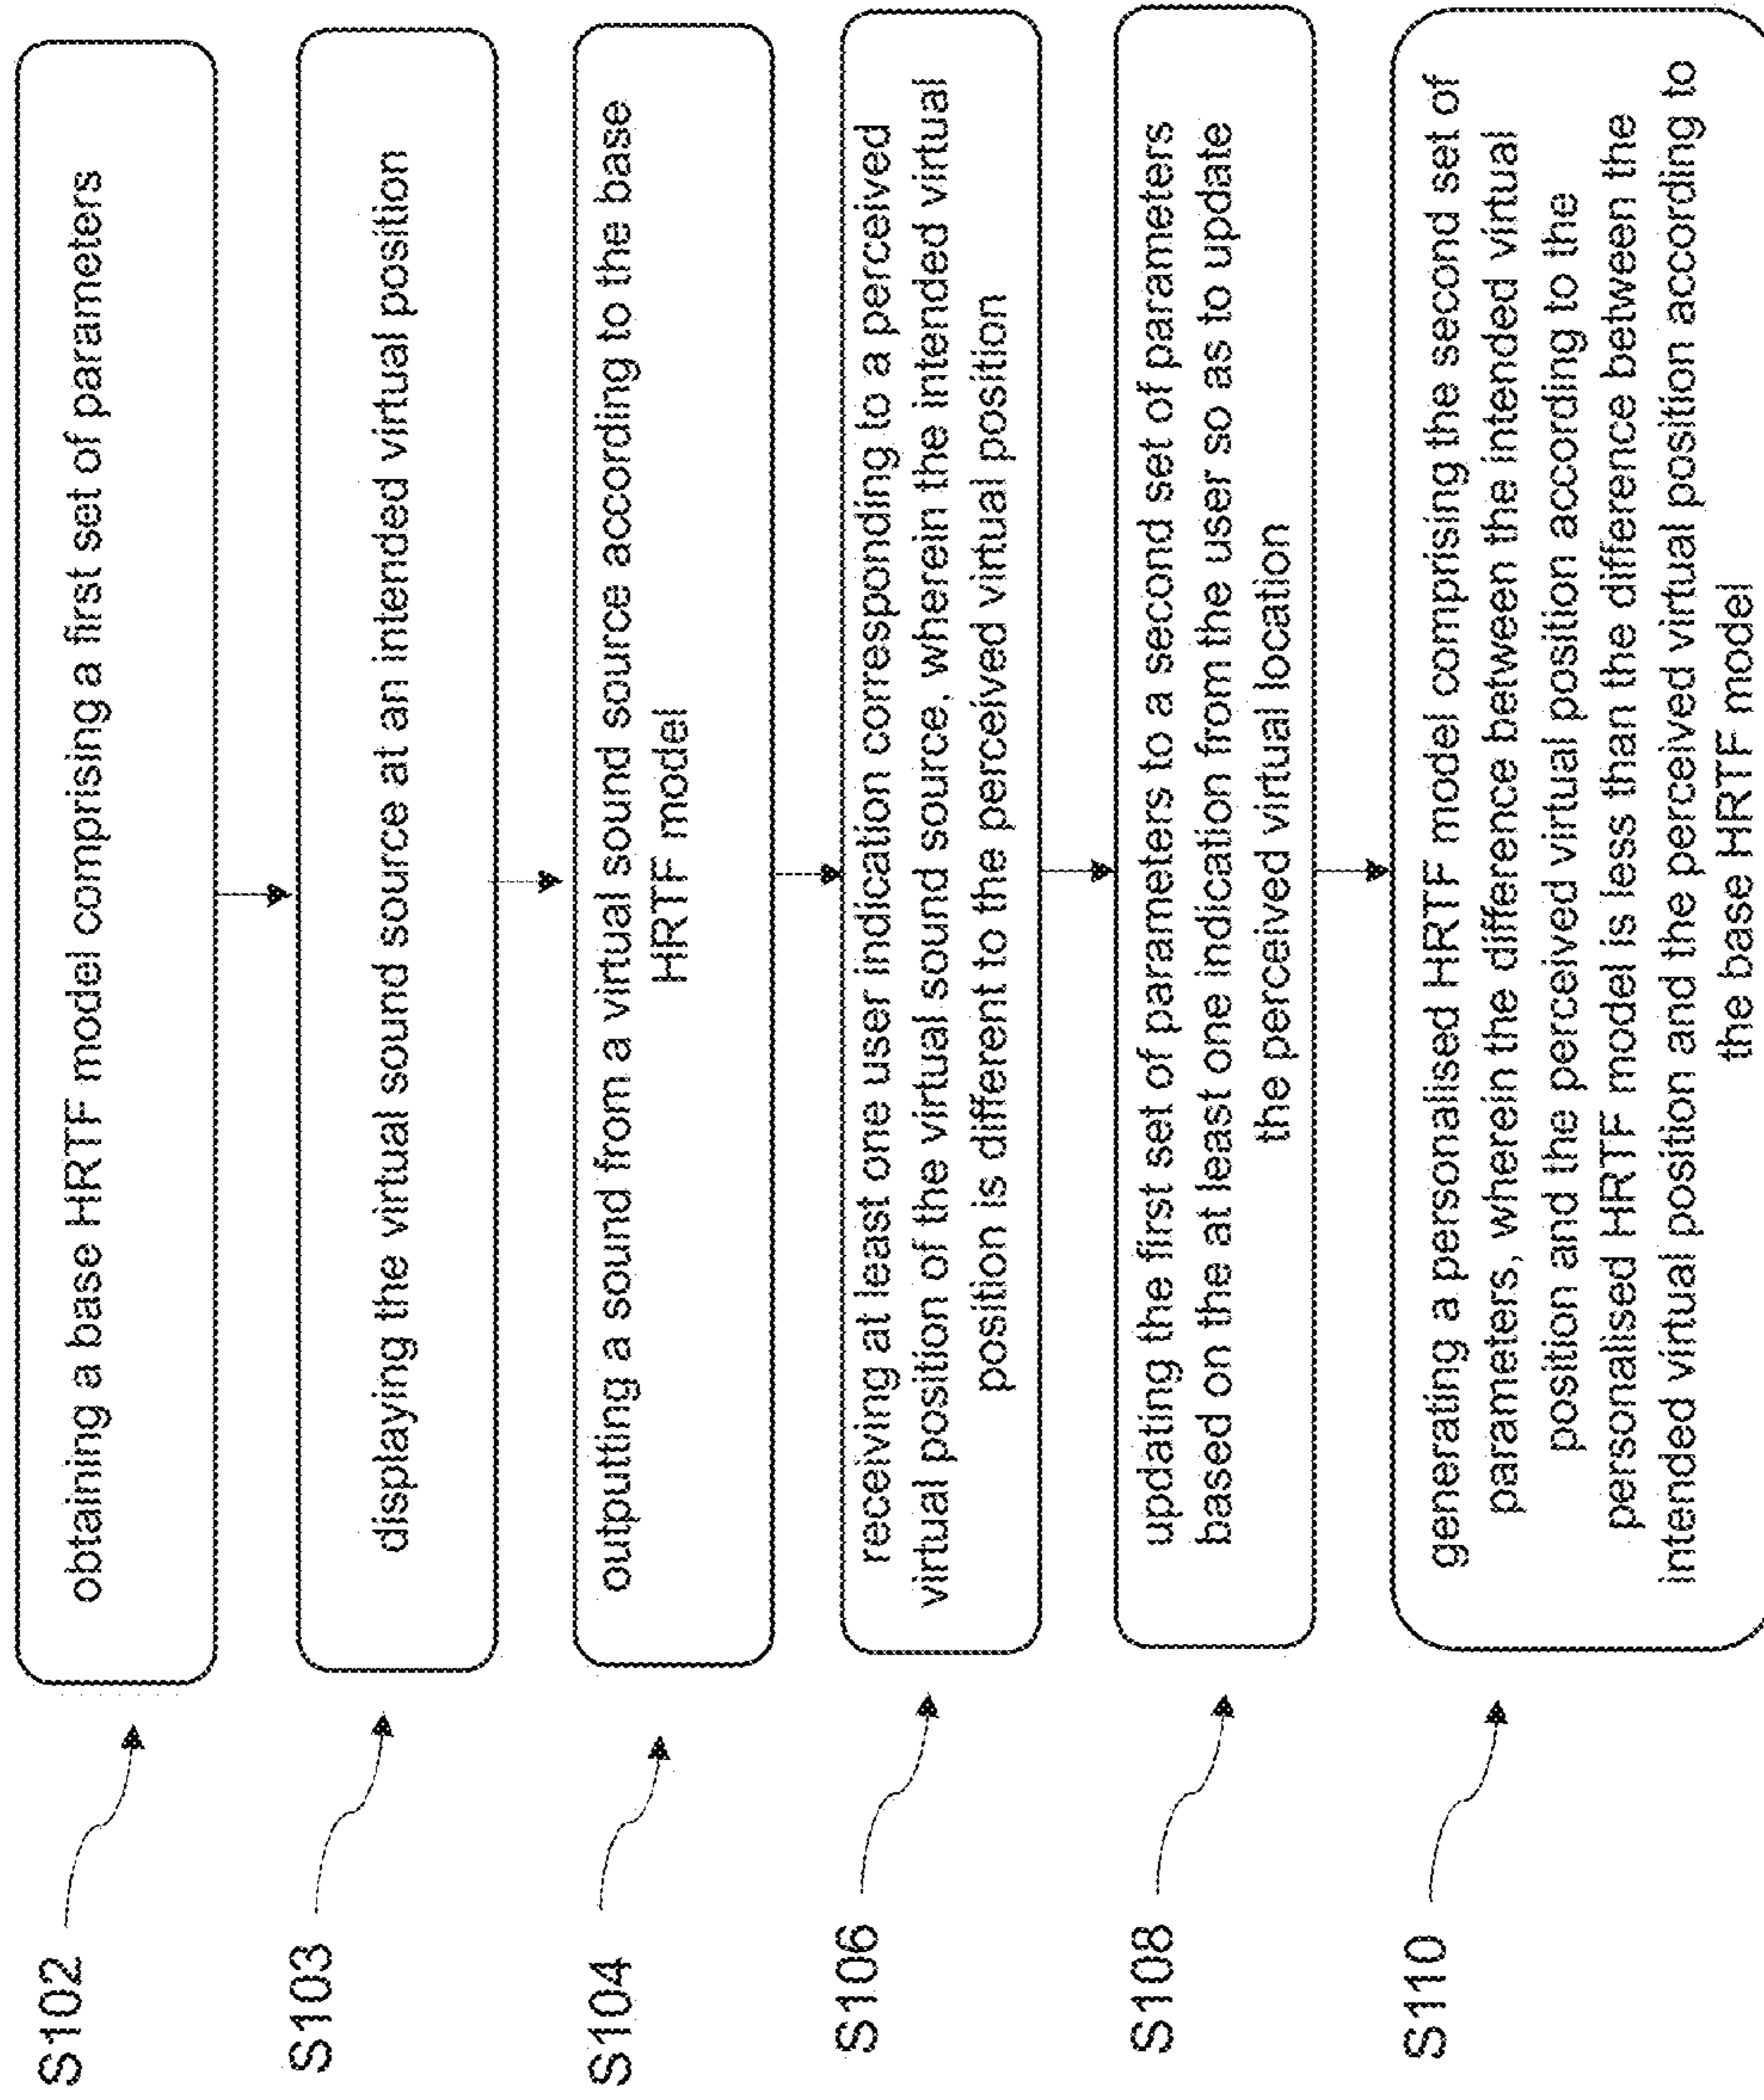 S102
obtaining a base HRTF model comprising a first set of parameters
S103
displaying the virtual sound source at an intended virtual position
S104
outputting a sound from a virtual sound source according to the base
HRTF model
S106
receiving at least one user indication corresponding to a perceived
virtual position of the virtual sound source, wherein the intended virtual
position is different to the perceived virtual position
S108
updating the first set of parameters to a second set of parameters
based on the at least one indication from the user so as to update
the perceived virtual location
S110
generating a personalised HRTF model comprising the second set of
parameters, wherein the difference between the intended virtual
position and the perceived virtual position according to the
personalised HRTF model is less than the difference between the
intended virtual position and the perceived virtual position according to
the base HRTF model